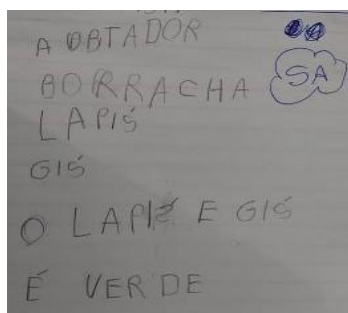 A OBTADOR
BORRACHA
SA
LAPIS
GIS
O LAPIS E GIS
É VERDE